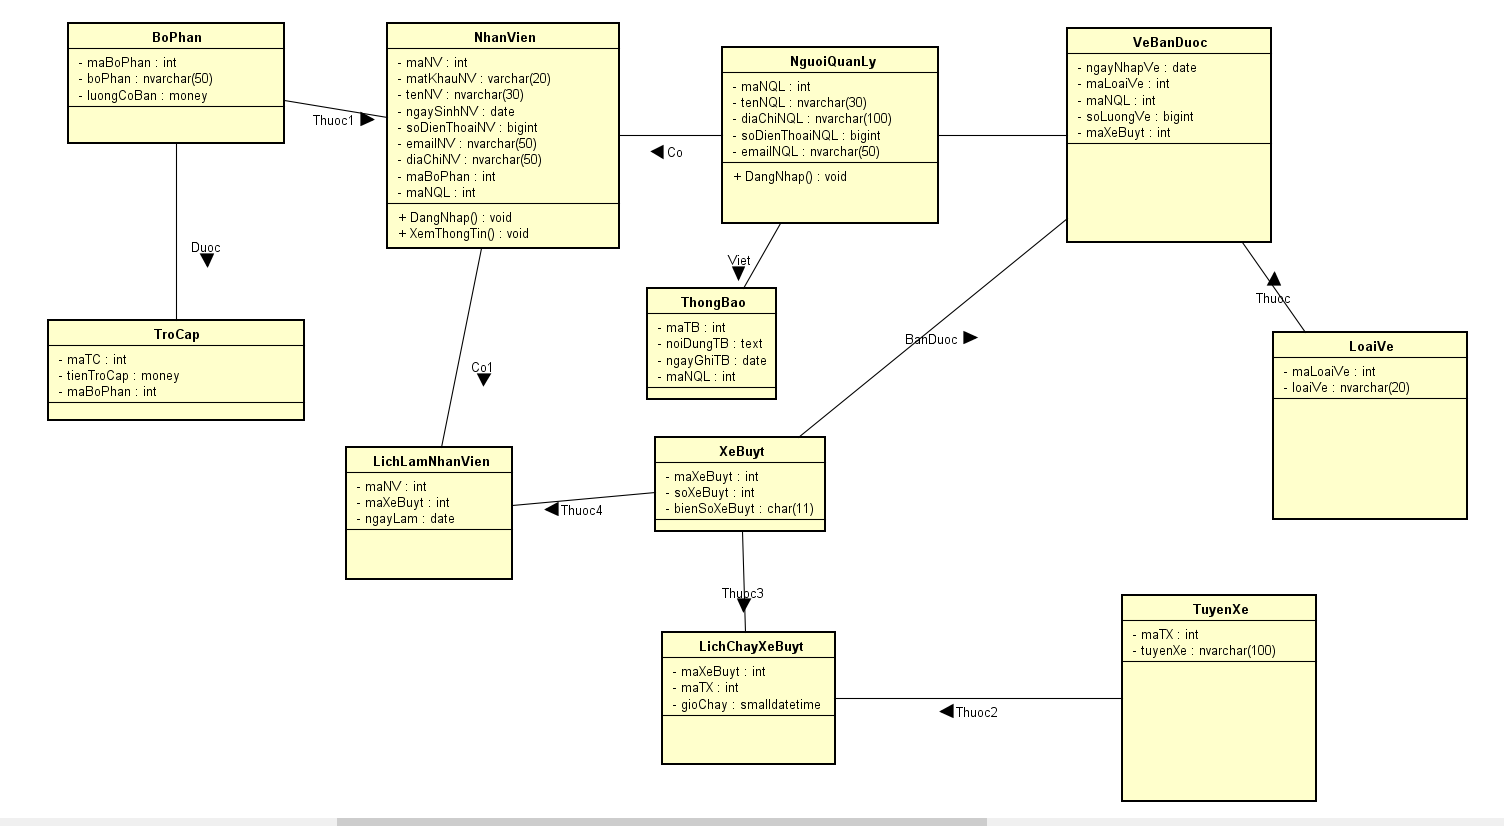 BoPhan
- maBoPhan : int
- boPhan : nvarchar(50)
- luongCoBan : money
Thuoc1
NhanVien
- maNV : int
- matKhauNV : varchar(20)
- tenNV : nvarchar(30)
- ngaySinhNV : date
- soDienThoaiNV : bigint
- emailNV : nvarchar(50)
- diaChiNV : nvarchar(50)
- maBoPhan : int
- maNQL : int
+ DangNhap() : void
+ XemThongTin() : void
Co
NguoiQuanLy
- maNQL : int
- tenNQL : nvarchar(30)
- diaChiNQL : nvarchar(100)
- soDienThoaiNQL : bigint
- emailNQL : nvarchar(50)
+ DangNhap() : void
VeBanDuoc
- ngayNhapVe : date
- maLoaiVe : int
- maNQL : int
- soLuongVe : bigint
- maXeBuyt : int
Duoc
Viet
Thuoc
TroCap
- maTC : int
- tienTroCap : money
- maBoPhan : int
Co1
ThongBao
- maTB : int
- noiDungTB : text
- ngayGhiTB : date
- maNQL : int
BanDuoc
LoaiVe
- maLoaiVe : int
- loaiVe : nvarchar(20)
LichLamNhanVien
- maNV : int
- maXeBuyt : int
- ngayLam : date
Thuoc4
XeBuyt
- maXeBuyt : int
- soXeBuyt : int
- bienSoXeBuyt : char(11)
Thuoc3
LichChayXeBuyt
- maXeBuyt : int
- maTX : int
- gioChay : smalldatetime
Thuoc2
TuyenXe
- maTX : int
- tuyenXe : nvarchar(100)